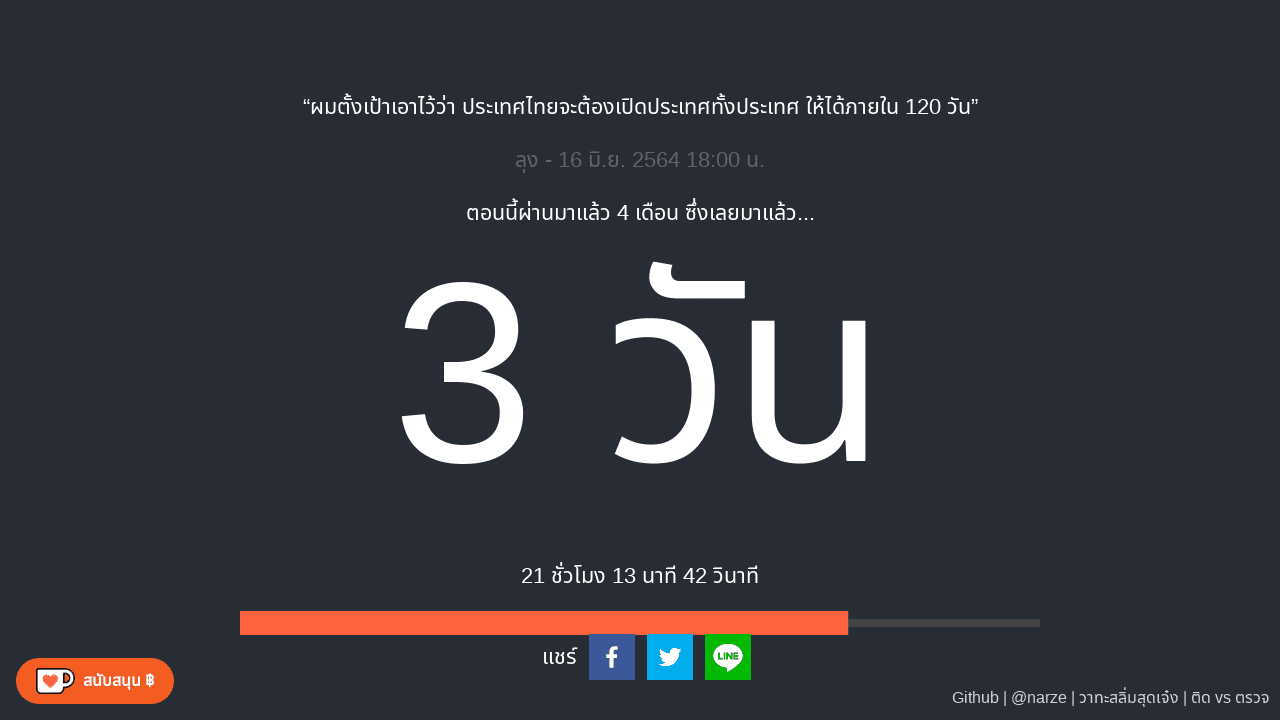 “ผมตั้งเป้าเอาไว้ว่า ประเทศไทยจะต้องเปิดประเทศทั้งประเทศ ให้ได้ภายใน 120 วัน”
ลุง - 16 มิ.ย. 2564 18:00 น.
ตอนนี้ผ่านมาแล้ว 4 เดือน ซึ่งเลยมาแล้ว...
3 วัน
21 ชั่วโมง 13 นาที 42 วินาที
แชร์ LINE
สนับสนุน ฿
Github | @narze | วาทะสลิ่มสุดเจ๋ง | ติด vs ตรวจ